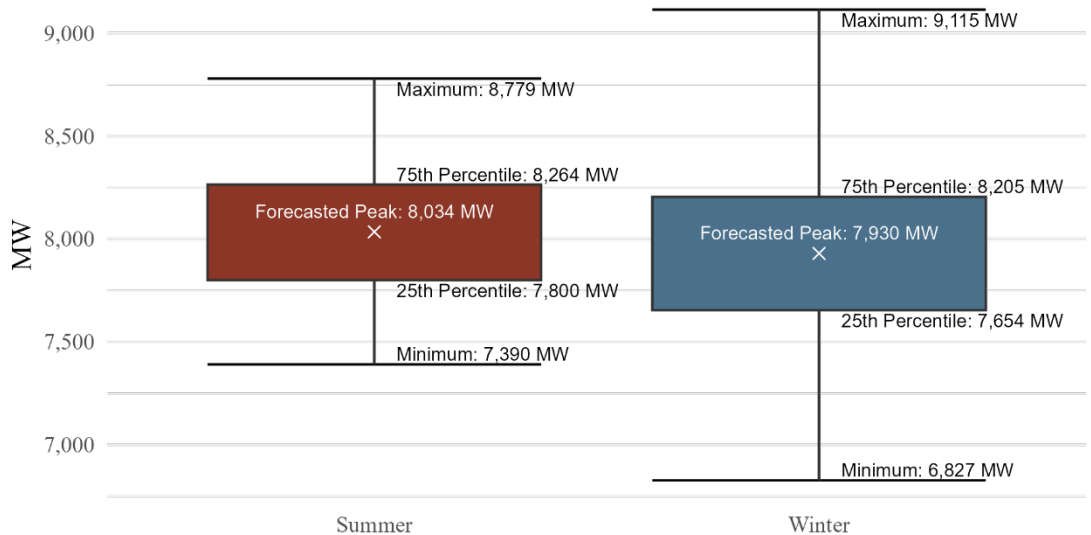 Maximum: 9,115 MW
9,000
Maximum: 8,779 MW
8,500
75th Percentile: 8,264 MW
75th Percentile: 8,205 MW
Forecasted Peak: 8,034 MW
Forecasted Peak: 7,930 MW
8,000
MW
25th Percentile: 7,800 MW
25th Percentile: 7,654 MW
7,500
Minimum: 7,390 MW
7,000
Minimum: 6,827 MW
Summer
Winter